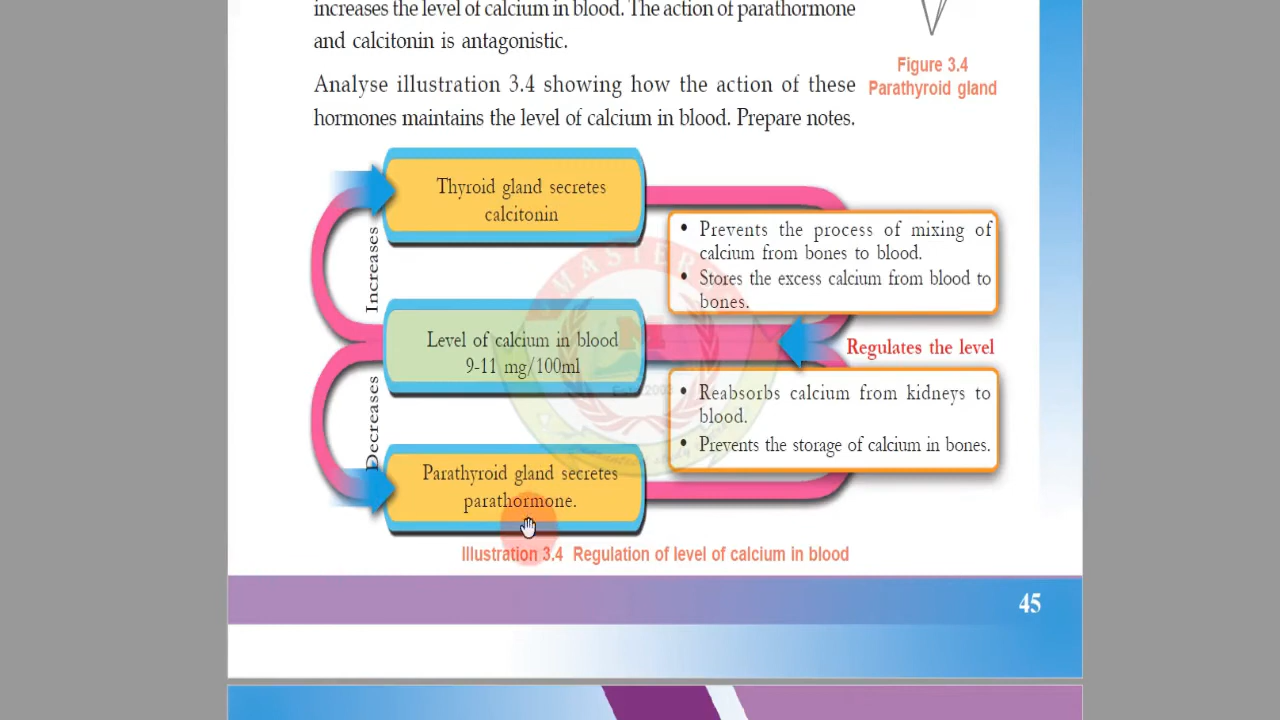 increases the level of calcium in blood. The action of parathormone
and calcitonin is antagonistic.
Figure 3.4
Parathyroid gland
Analyse illustration 3.4 showing how the action of these
hormones maintains the level of calcium in blood. Prepare notes.
Thyroid gland secretes
calcitonin
Increases
• Prevents the process of mixing of
calcium from bones to blood.
• Stores the excess calcium from blood to
bones.
Level of calcium in blood
9-11 mg/100ml
Regulates the level
Decreases
• Reabsorbs calcium from kidneys to
blood.
• Prevents the storage of calcium in bones.
Parathyroid gland secretes
parathormone.
Illustration 3.4 Regulation of level of calcium in blood
45
MASTER
M